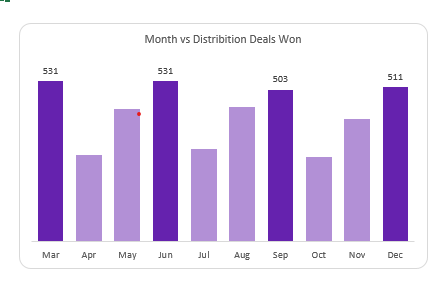 Month vs Distribition Deals Won
531 531 503 511
Mar Apr May Jun Jul Aug Sep Oct Nov Dec